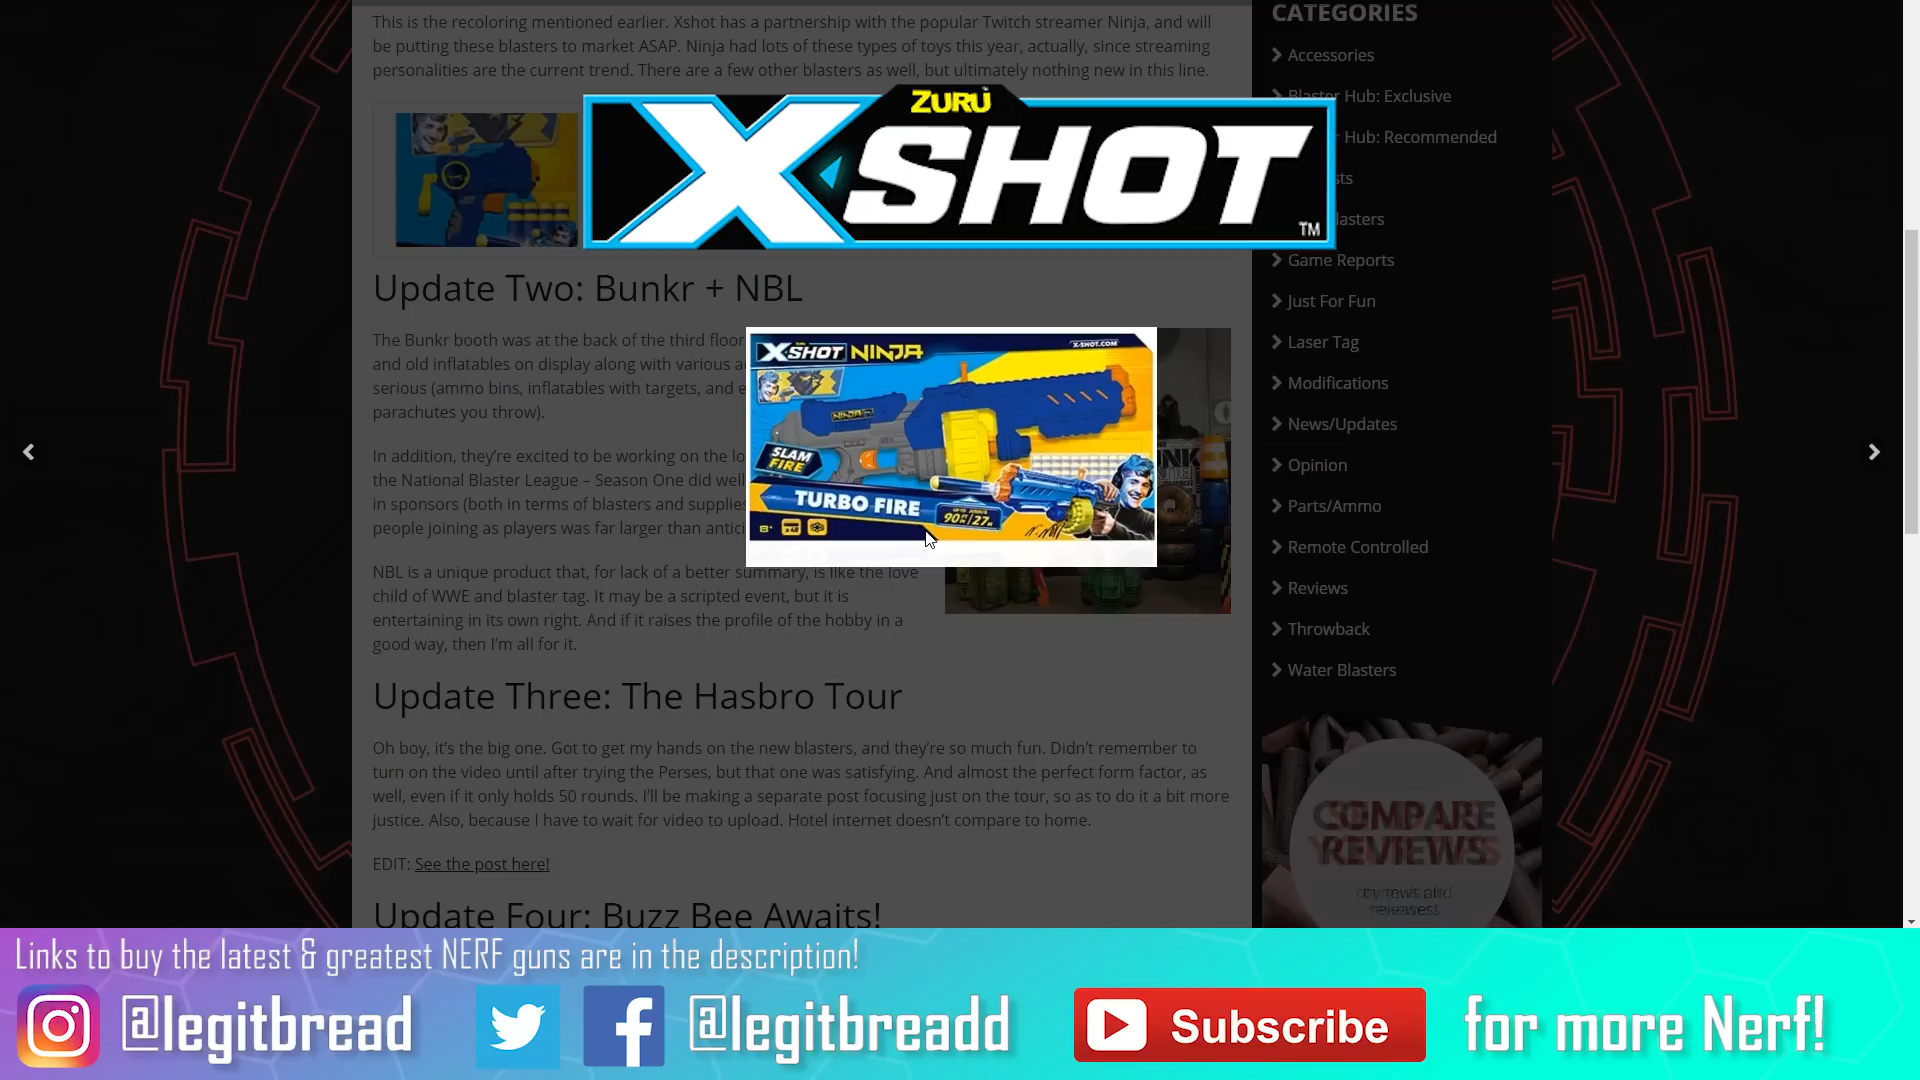 This is the recoloring mentioned earlier. Xshot has a partnership with the popular Twitch streamer Ninja, and will
be putting these blasters to market ASAP. Ninja had lots of these types of toys this year, actually, since streaming
personalities are the current trend. There are a few other blasters as well, but ultimately nothing new in this line.
ZURU
X-SHOT
TM
Update Two: Bunkr + NBL
The Bunkr booth was at the back of the third floor
and old inflatables on display along with various a
serious (ammo bins, inflatables with targets, and e
parachutes you throw).
In addition, they're excited to be working on the lo
the National Blaster League – Season One did well
in sponsors (both in terms of blasters and supplies
people joining as players was far larger than antici
NBL is a unique product that, for lack of a better summary, is like the love
child of WWE and blaster tag. It may be a scripted event, but it is
entertaining in its own right. And if it raises the profile of the hobby in a
good way, then I'm all for it.
X-SHOT NINJA
X-SHOT.COM
NINJA
SLAM
FIRE
TURBO FIRE
90 27
8+
x48
Update Three: The Hasbro Tour
Oh boy, it's the big one. Got to get my hands on the new blasters, and they're so much fun. Didn't remember to
turn on the video until after trying the Perses, but that one was satisfying. And almost the perfect form factor, as
well, even if it only holds 50 rounds. I'll be making a separate post focusing just on the tour, so as to do it a bit more
justice. Also, because I have to wait for video to upload. Hotel internet doesn't compare to home.
EDIT: See the post here!
Update Four: Buzz Bee Awaits!
CATEGORIES
Accessories
Blaster Hub: Exclusive
Hub: Recommended
sts
lasters
Game Reports
Just For Fun
Laser Tag
Modifications
News/Updates
Opinion
Parts/Ammo
Remote Controlled
Reviews
Throwback
Water Blasters
COMPARE
REVIEWS
Links to buy the latest & greatest NERF guns are in the description!
@legitbread
@legitbreadd
Subscribe
for more Nerf!